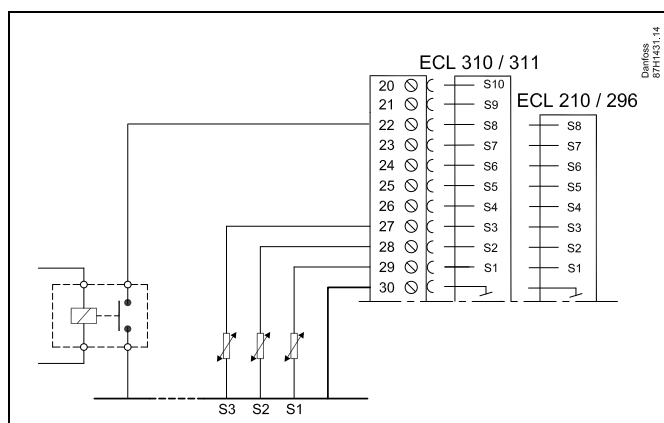 Danfoss
87H1431.14
ECL 310 / 311
ECL 210 / 296
20 S10
21 S9
22 S8 S8
23 S7 S7
24 S6 S6
25 S5 S5
26 S4 S4
27 S3 S3
28 S2 S2
29 S1 S1
30
S3 S2 S1